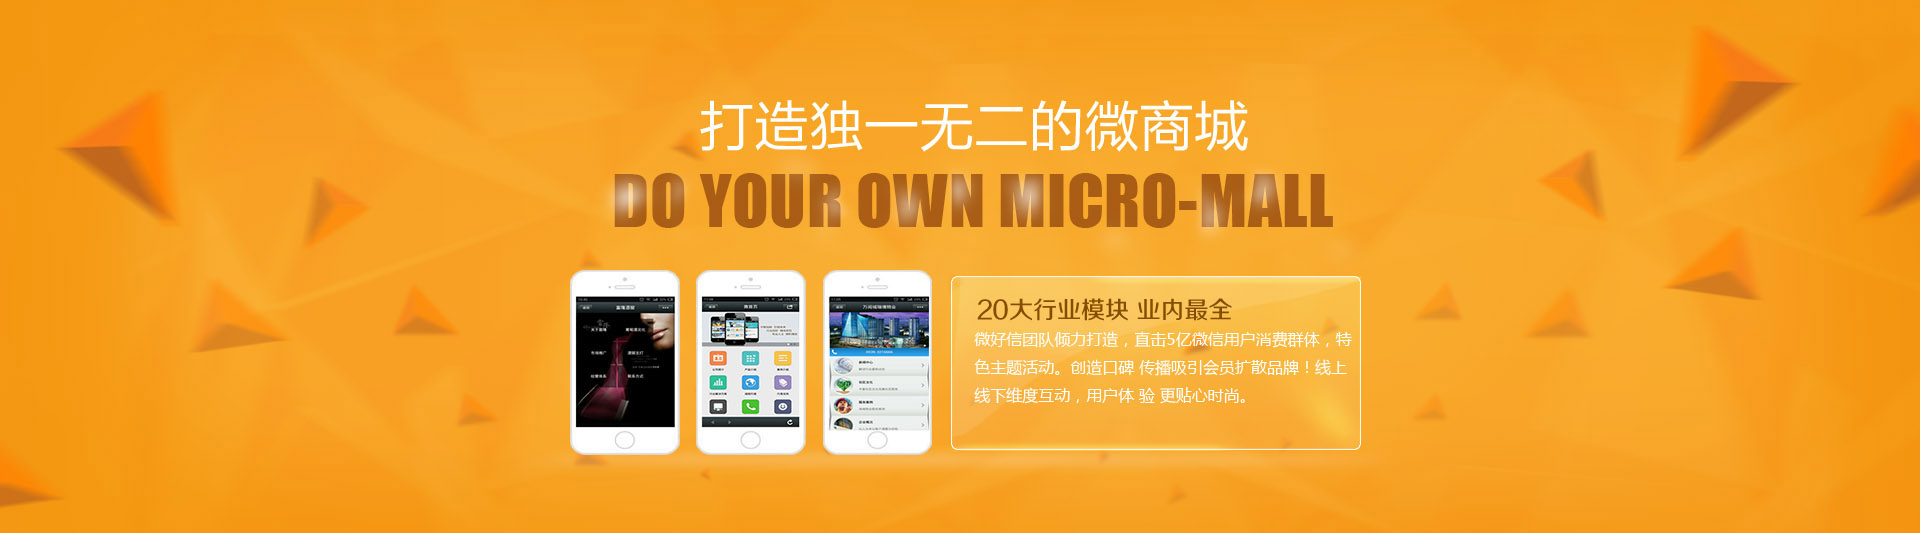 打造独一无二的微商城
DO YOUR OWN MICRO-MALL
20大行业模块 业内最全
微好信团队倾力打造，直击5亿微信用户消费群体，特
色主题活动。创造口碑 传播吸引会员扩散品牌！线上
线下维度互动，用户体 验 更贴心时尚。